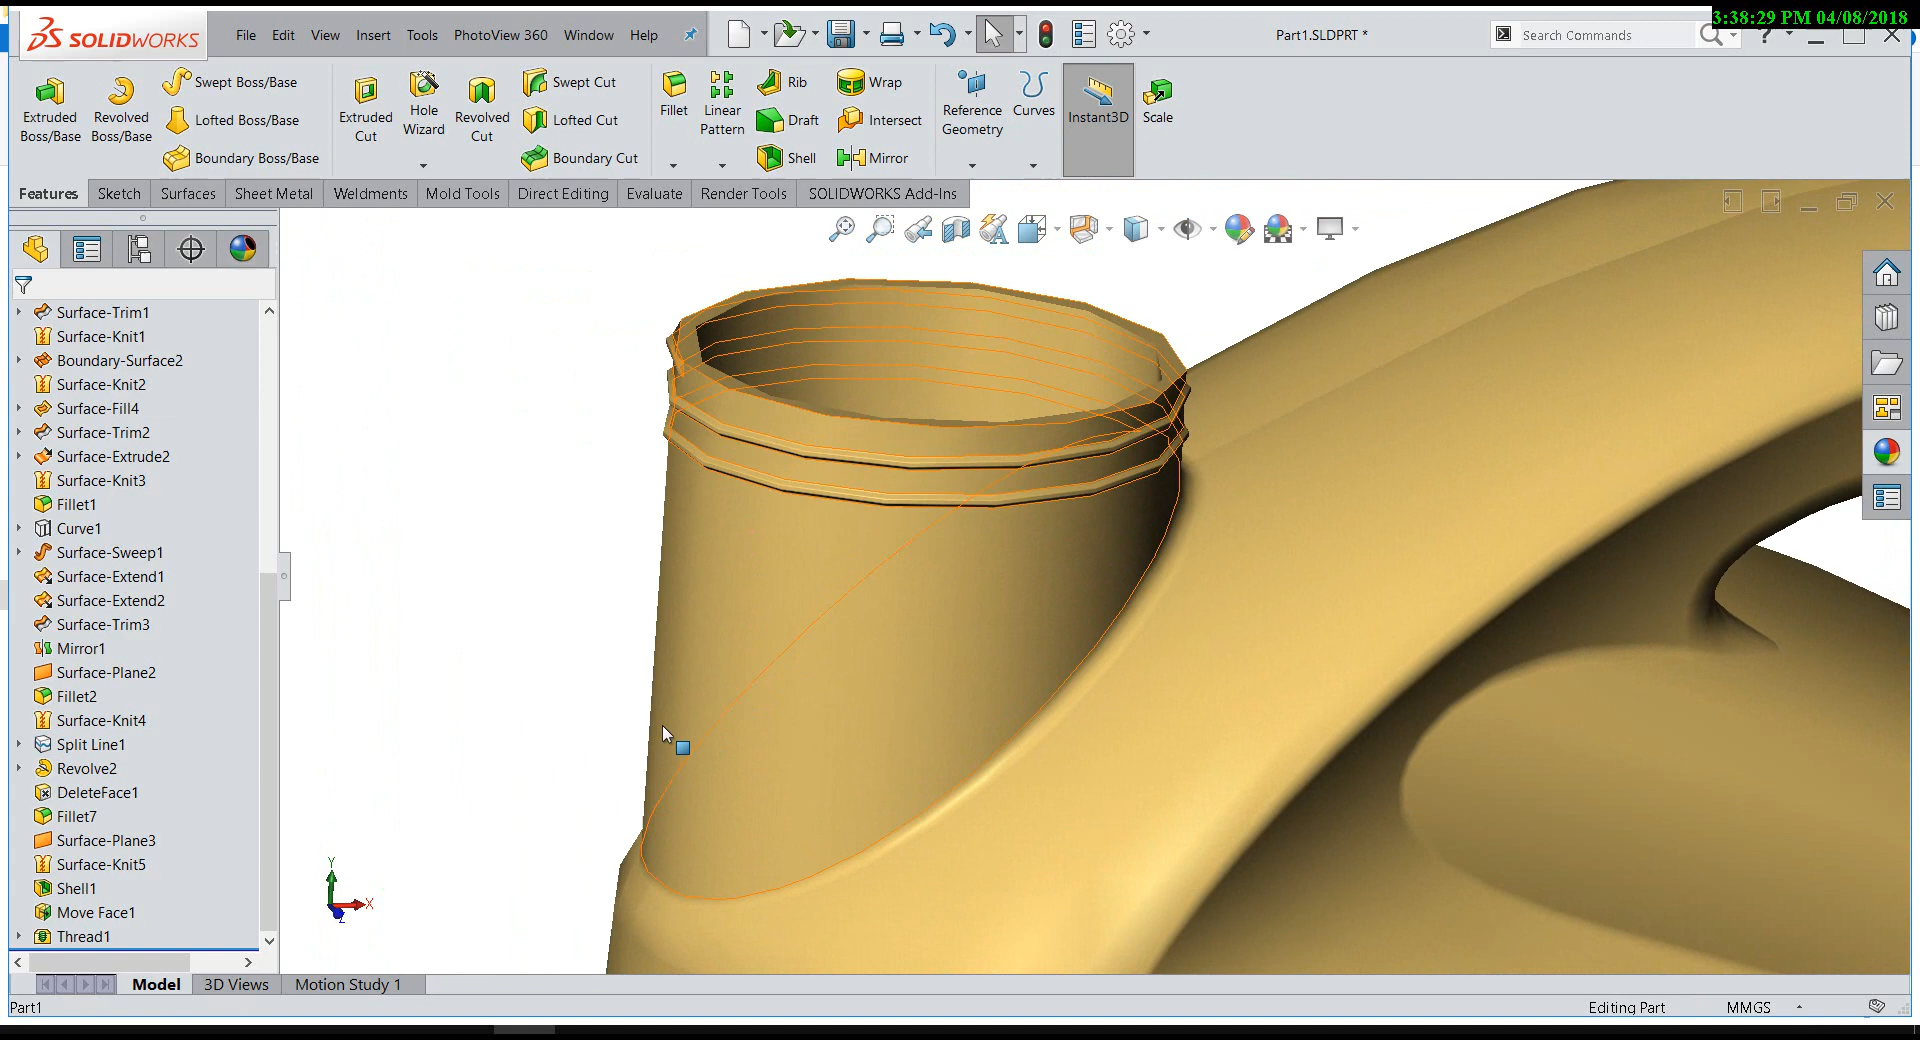 3:38:29 PM 04/08/2018
SOLIDWORKS
File Edit View Insert Tools PhotoView 360 Window Help
Part1.SLDPRT *
Search Commands
?
Extruded Boss/Base
Revolved Boss/Base
Swept Boss/Base
Lofted Boss/Base
Boundary Boss/Base
Extruded Cut
Hole Wizard
Revolved Cut
Swept Cut
Lofted Cut
Boundary Cut
Fillet
Linear Pattern
Rib
Draft
Shell
Wrap
Intersect
Mirror
Reference Geometry
Curves
Instant3D
Scale
Features Sketch Surfaces Sheet Metal Weldments Mold Tools Direct Editing Evaluate Render Tools SOLIDWORKS Add-Ins
Surface-Trim1
Surface-Knit1
Boundary-Surface2
Surface-Knit2
Surface-Fill4
Surface-Trim2
Surface-Extrude2
Surface-Knit3
Fillet1
Curve1
Surface-Sweep1
Surface-Extend1
Surface-Extend2
Surface-Trim3
Mirror1
Surface-Plane2
Fillet2
Surface-Knit4
Split Line1
Revolve2
DeleteFace1
Fillet7
Surface-Plane3
Surface-Knit5
Shell1
Move Face1
Thread1
Y
X
Z
Model 3D Views Motion Study 1
Part1
Editing Part
MMGS